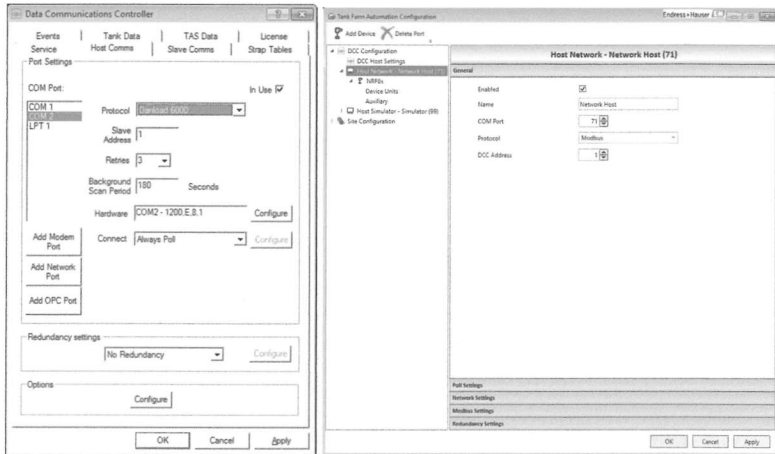 Data Communications Controller
Events
Tank Data
TAS Data
License
Service
Host Comms
Slave Comms
Strap Tables
Port Settings
COM Port:
In Use
COM 1
COM 2
LPT 1
Protocol
Danload 6000
Slave
Address
1
Retries
3
Background
Scan Period
180
Seconds
Hardware
COM2 - 1200,E,8,1
Configure
Add Modem
Port
Connect
Always Poll
Configure
Add Network
Port
Add OPC Port
Redundancy settings
No Redundancy
Configure
Options
Configure
OK
Cancel
Apply
Tank Farm Automation Configuration
Endress+Hauser
Add Device
Delete Port
DCC Configuration
DCC Host Settings
Host Network - Network Host (71)
NRF8x
Device Units
Auxiliary
Host Simulator - Simulator (99)
Site Configuration
Host Network - Network Host (71)
General
Enabled
Name
Network Host
COM Port
71
Protocol
Modbus
DCC Address
1
Poll Settings
Network Settings
Modbus Settings
Redundancy Settings
OK
Cancel
Apply